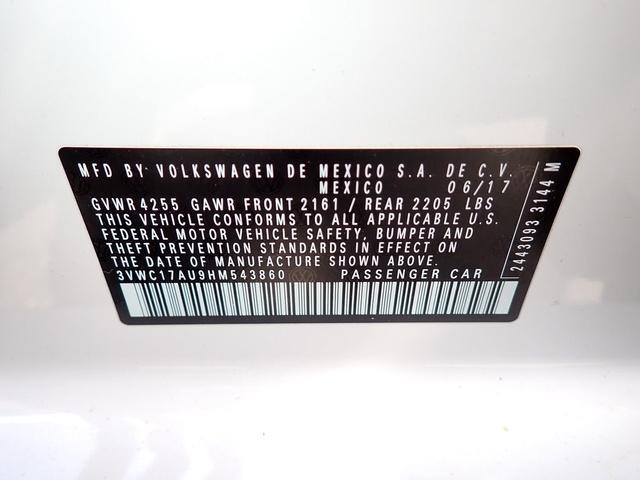 MFD BY VOLKSWAGEN DE MEXICO S.A. DE C.V.
MEXICO 06/17
GVWR 4255 GAWR FRONT 2161 / REAR 2205 LBS
THIS VEHICLE CONFORMS TO ALL APPLICABLE U.S.
FEDERAL MOTOR VEHICLE SAFETY, BUMPER AND
THEFT PREVENTION STANDARDS IN EFFECT ON
THE DATE OF MANUFACTURE SHOWN ABOVE.
3VWC17AU9HM543860 PASSENGER CAR
2443093 3144 M